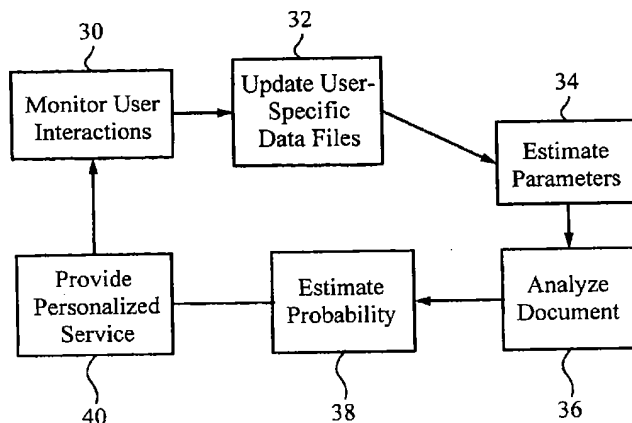 30
32
34
Monitor User
Interactions
Update User-
Specific
Data Files
Estimate
Parameters
Provide
Personalized
Service
Estimate
Probability
Analyze
Document
40
38
36